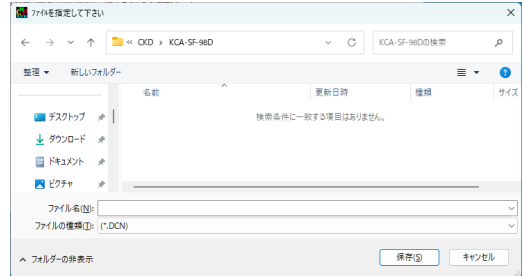 ファイルを指定して下さい
« CKD › KCA-SF-98D
KCA-SF-98Dの検索
整理 新しいフォルダー
名前 更新日時 種類 サイズ
検索条件に一致する項目はありません。
デスクトップ
ダウンロード
ドキュメント
ピクチャ
ファイル名(N):
ファイルの種類(T): (*.DCN)
フォルダーの非表示
保存(S) キャンセル